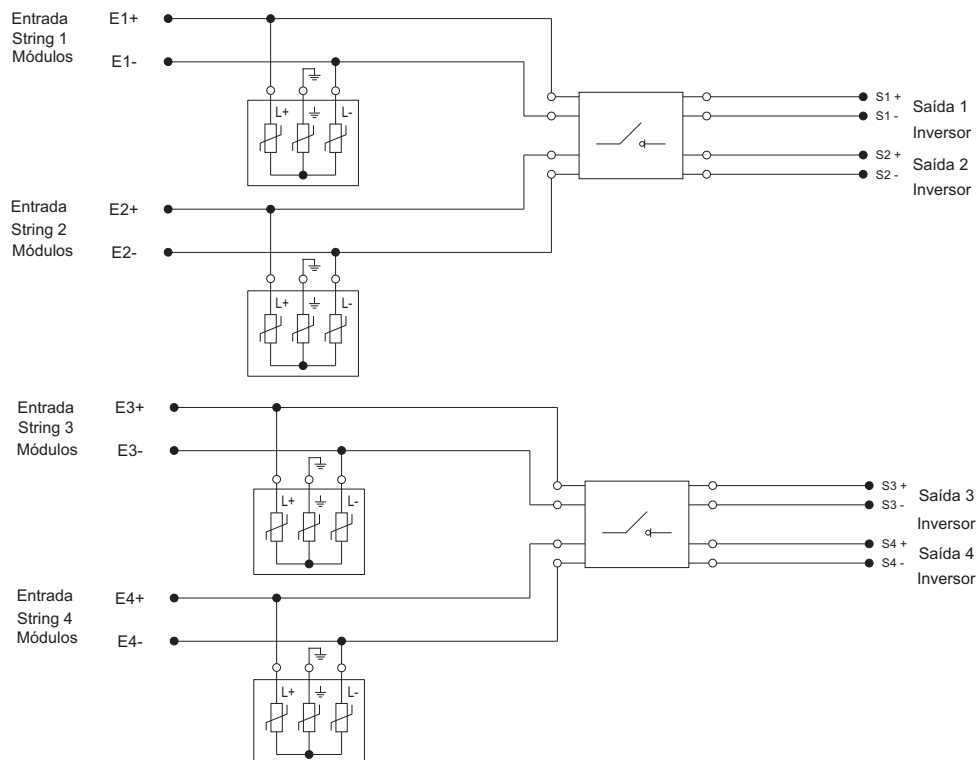 Entrada
String 1
Módulos
E1+
E1-
L+
L-
S1 +
S1 -
Saída 1
Inversor
S2 +
S2 -
Saída 2
Inversor
Entrada
String 2
Módulos
E2+
E2-
L+
L-
Entrada
String 3
Módulos
E3+
E3-
L+
L-
S3 +
S3 -
Saída 3
Inversor
S4 +
S4 -
Saída 4
Inversor
Entrada
String 4
Módulos
E4+
E4-
L+
L-